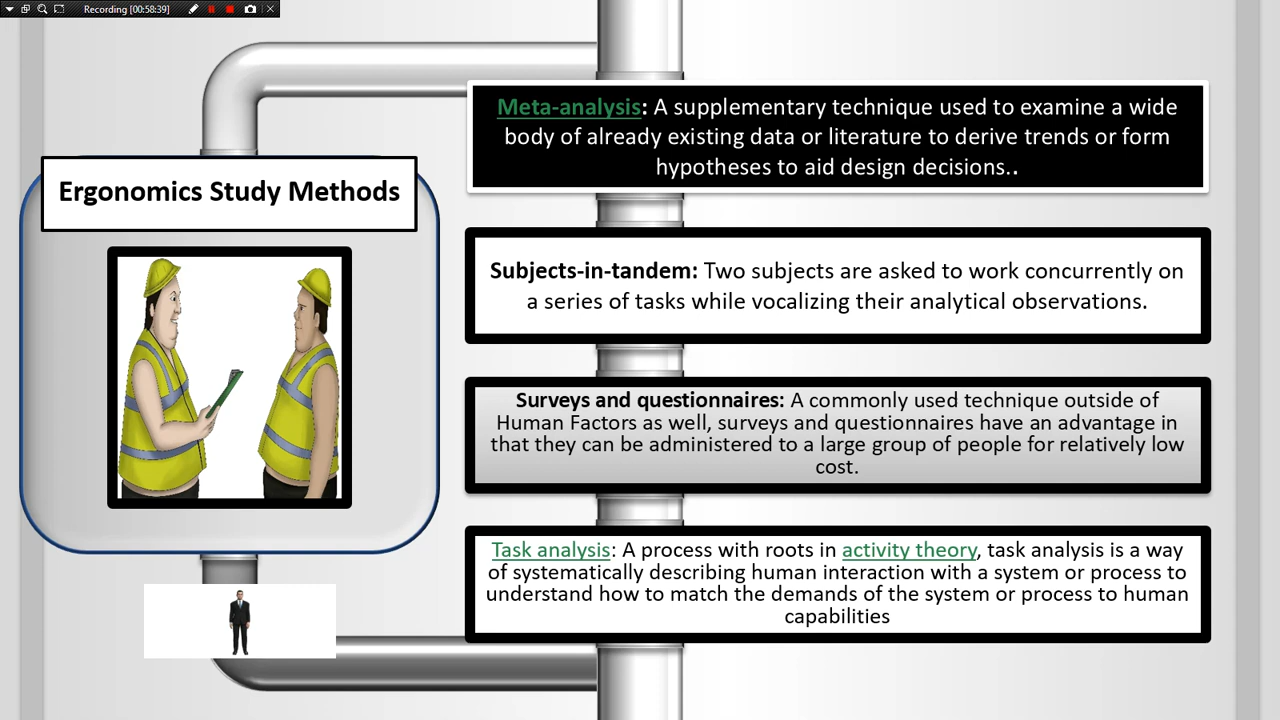 Recording [00:58:39]
Ergonomics Study Methods
Meta-analysis: A supplementary technique used to examine a wide
body of already existing data or literature to derive trends or form
hypotheses to aid design decisions..
Subjects-in-tandem: Two subjects are asked to work concurrently on
a series of tasks while vocalizing their analytical observations.
Surveys and questionnaires: A commonly used technique outside of
Human Factors as well, surveys and questionnaires have an advantage in
that they can be administered to a large group of people for relatively low
cost.
Task analysis: A process with roots in activity theory, task analysis is a way
of systematically describing human interaction with a system or process to
understand how to match the demands of the system or process to human
capabilities